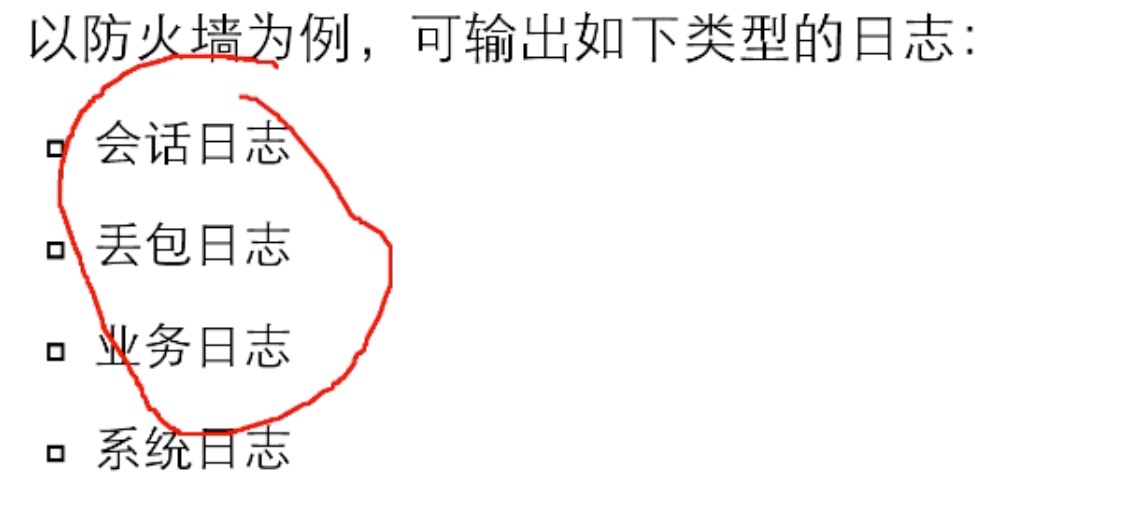 以防火墙为例，可输出如下类型的日志：
会话日志
丢包日志
业务日志
系统日志